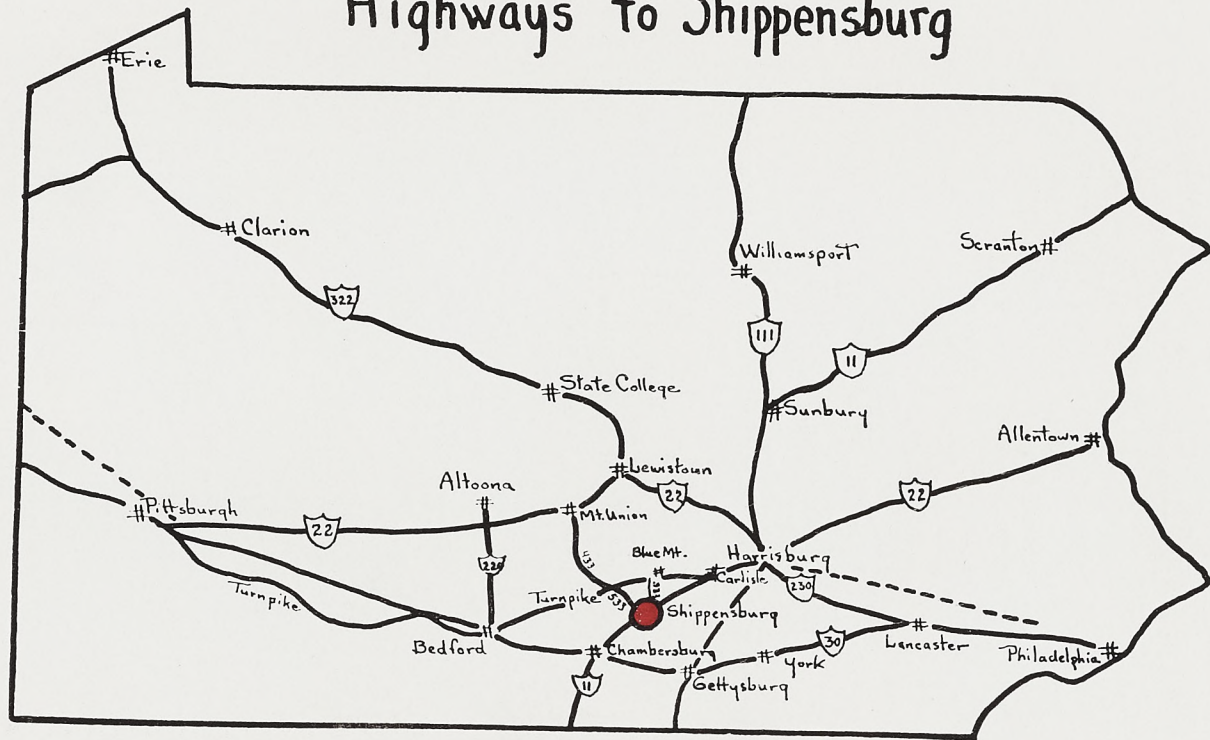 Highways To Shippensburg
Erie
Clarion
322
Williamsport
Scranton
111
11
State College
Sunbury
Allentown
Lewistown
Altoona
22
22
Pittsburgh
22
Mt. Union
Blue Mt.
Harrisburg
433
220
Carlisle
230
Turnpike
Turnpike
533
Shippensburg
Bedford
Chambersburg
30
Lancaster
Philadelphia
York
11
Gettysburg